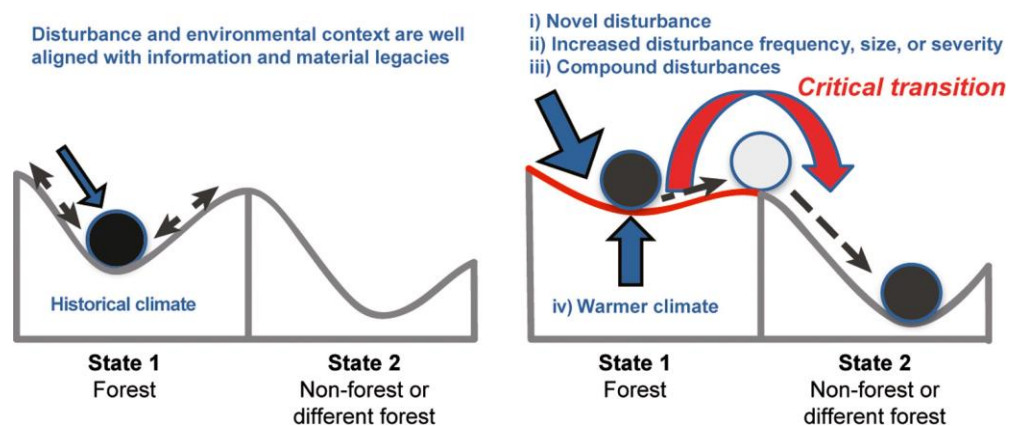 Disturbance and environmental context are well
aligned with information and material legacies
Historical climate
State 1
Forest
State 2
Non-forest or
different forest
i) Novel disturbance
ii) Increased disturbance frequency, size, or severity
iii) Compound disturbances
Critical transition
iv) Warmer climate
State 1
Forest
State 2
Non-forest or
different forest